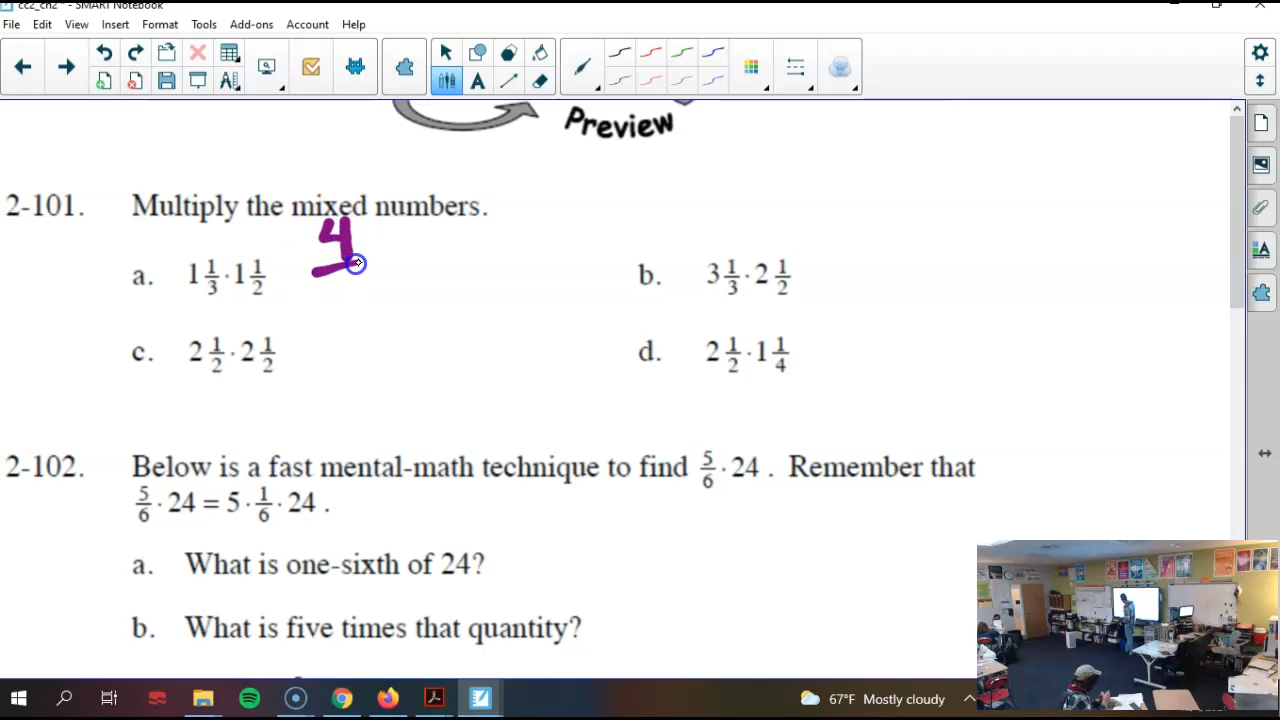 cc2_ch2 * - SMART Notebook
File Edit View Insert Format Tools Add-ons Account Help
Preview
2-101. Multiply the mixed numbers.
4
a. 1 1/3 · 1 1/2 b. 3 1/3 · 2 1/2
c. 2 1/2 · 2 1/2 d. 2 1/2 · 1 1/4
2-102. Below is a fast mental-math technique to find 5/6 · 24 . Remember that
5/6 · 24 = 5 · 1/6 · 24 .
a. What is one-sixth of 24?
b. What is five times that quantity?
67°F Mostly cloudy